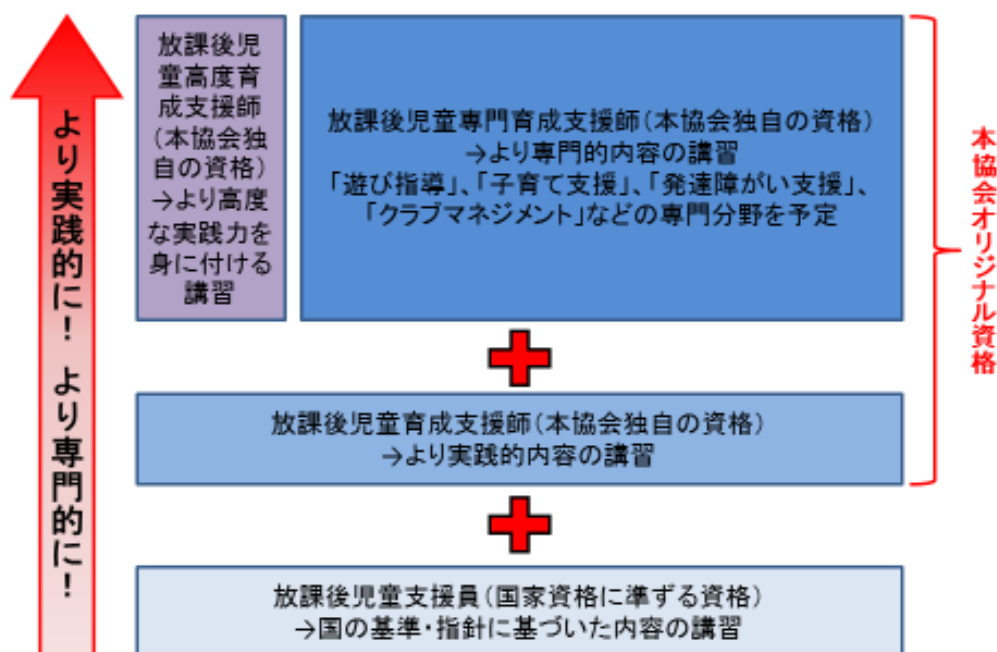 より実践的に！ より専門的に！
放課後児
童高度育
成支援師
(本協会独
自の資格)
→より高度
な実践力を
身に付ける
講習
放課後児童専門育成支援師(本協会独自の資格)
→より専門的内容の講習
「遊び指導」、「子育て支援」、「発達障がい支援」、
「クラブマネジメント」などの専門分野を予定
本協会オリジナル資格
放課後児童育成支援師(本協会独自の資格)
→より実践的内容の講習
放課後児童支援員(国家資格に準ずる資格)
→国の基準・指針に基づいた内容の講習